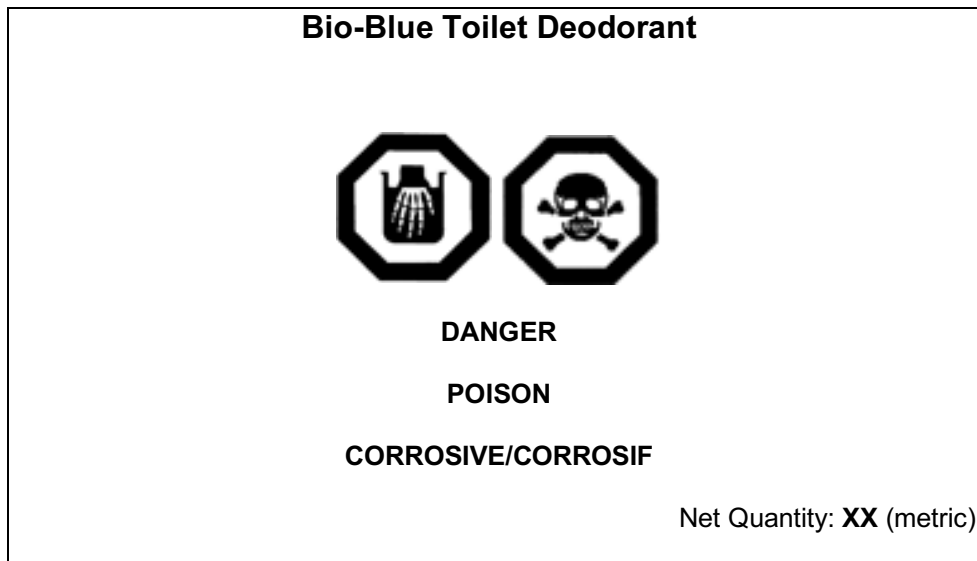 Bio-Blue Toilet Deodorant
DANGER
POISON
CORROSIVE/CORROSIF
Net Quantity: XX (metric)